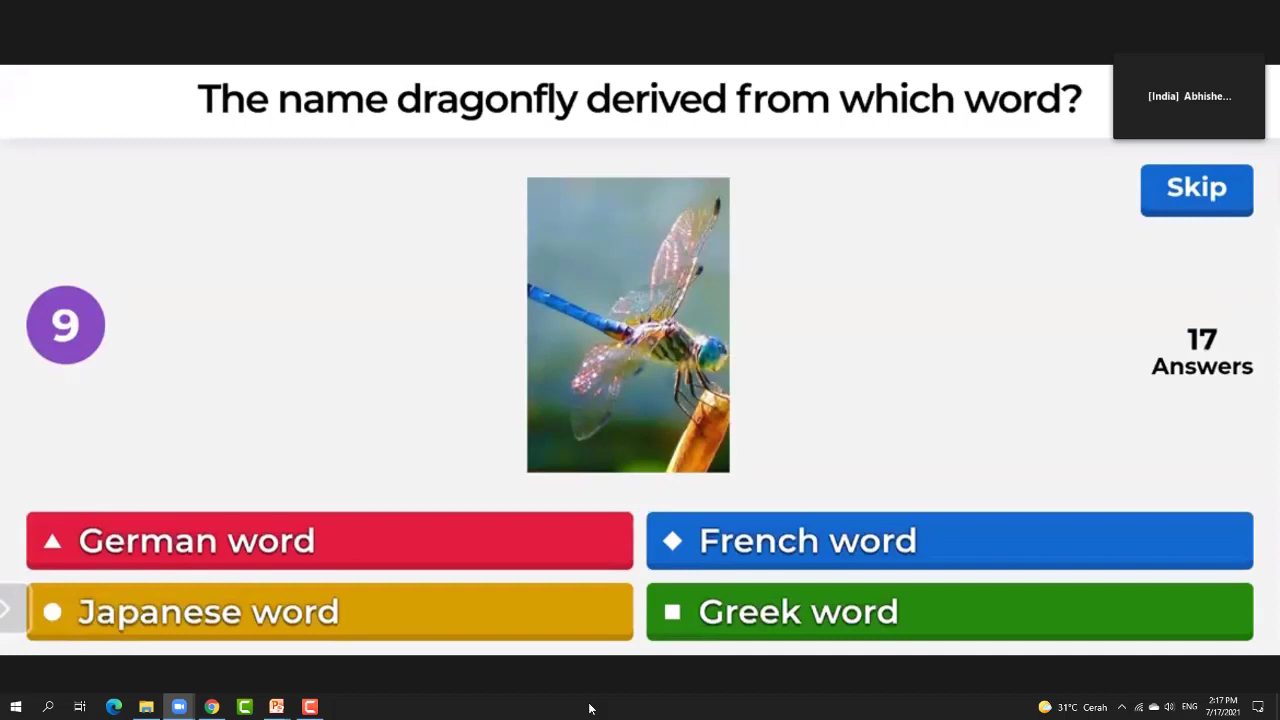 The name dragonfly derived from which word?
[India] Abhishe...
Skip
9
17
Answers
German word
French word
Japanese word
Greek word
31°C Cerah
ENG
2:17 PM
7/17/2021